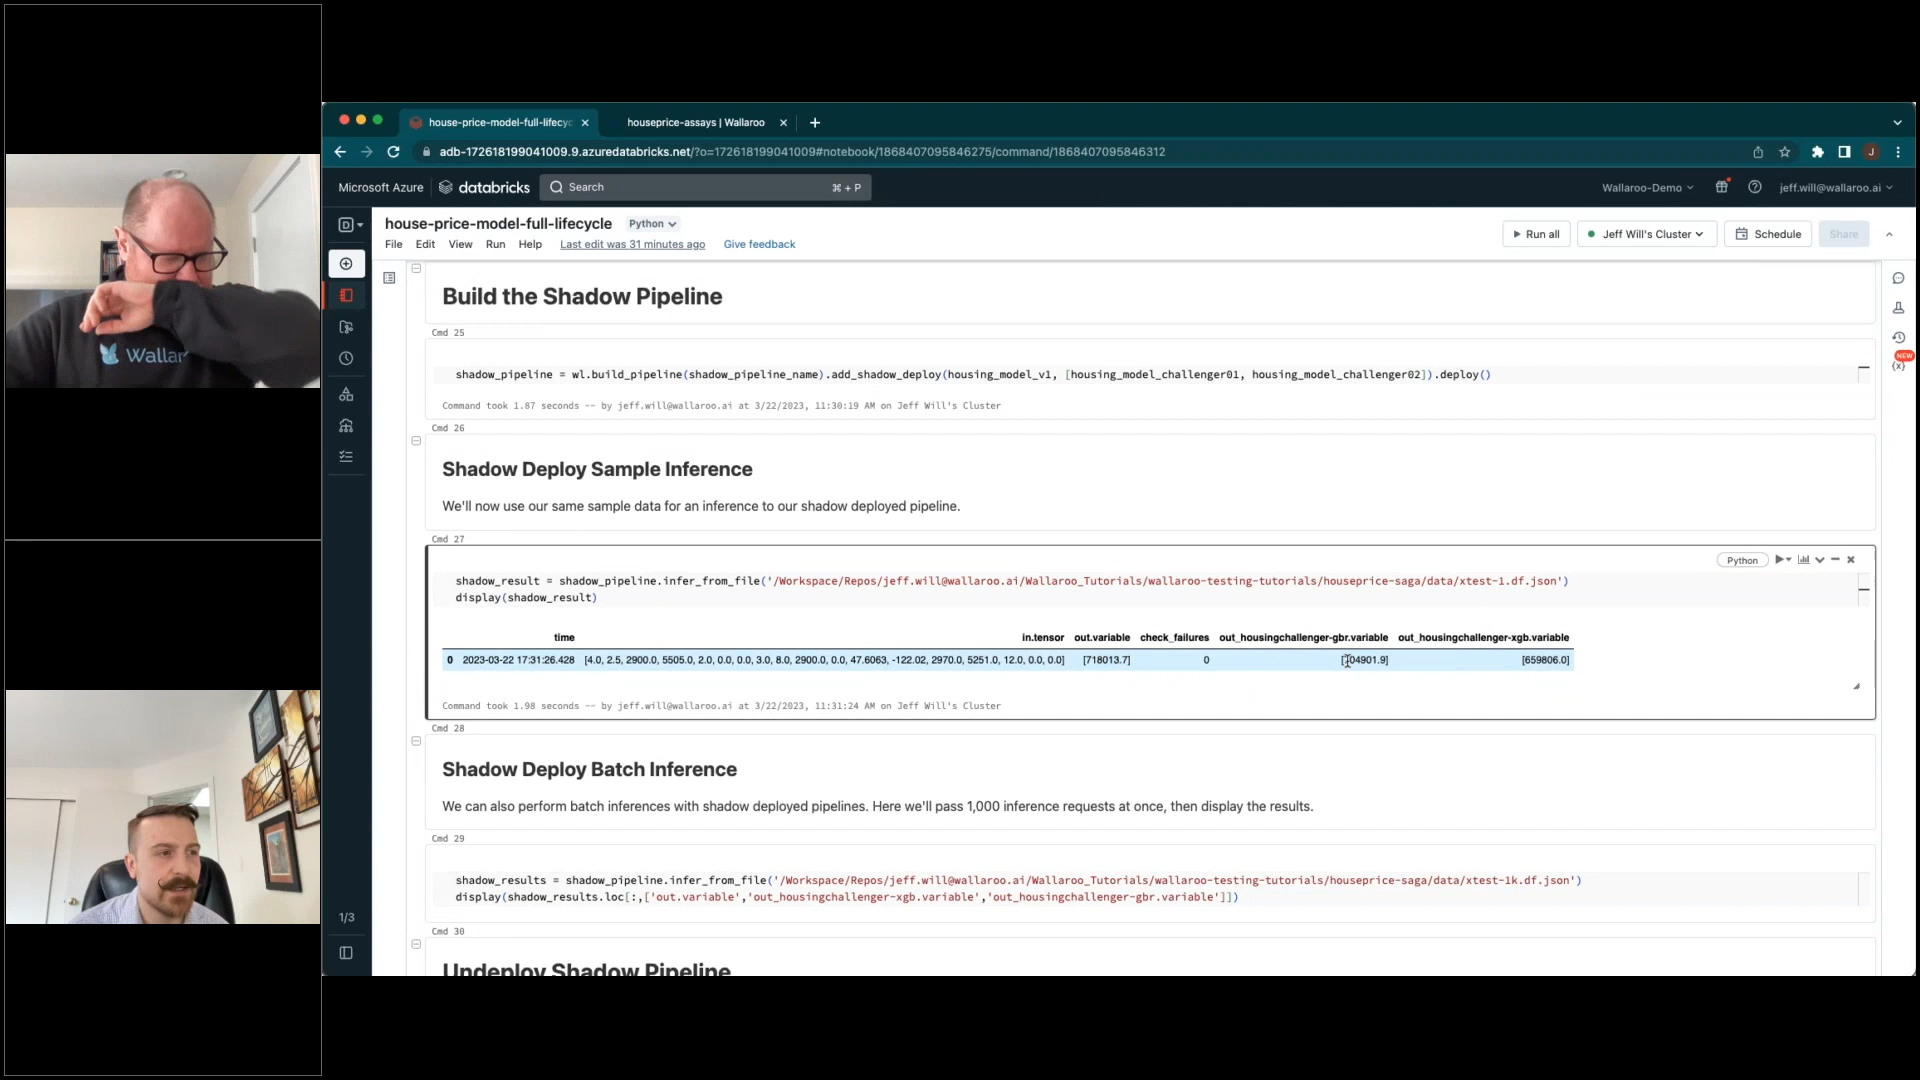 house-price-model-full-lifecyc
houseprice-assays | Wallaroo
adb-172618199041009.9.azuredatabricks.net/?o=172618199041009#notebook/1868407095846275/command/1868407095846312
J
Microsoft Azure
databricks
Search
⌘ + P
Wallaroo-Demo
jeff.will@wallaroo.ai
D
house-price-model-full-lifecycle
Python
File Edit View Run Help Last edit was 31 minutes ago Give feedback
Run all
Jeff Will's Cluster
Schedule
Share
Build the Shadow Pipeline
Cmd 25
shadow_pipeline = wl.build_pipeline(shadow_pipeline_name).add_shadow_deploy(housing_model_v1, [housing_model_challenger01, housing_model_challenger02]).deploy()
Command took 1.87 seconds -- by jeff.will@wallaroo.ai at 3/22/2023, 11:30:19 AM on Jeff Will's Cluster
Cmd 26
Shadow Deploy Sample Inference
We'll now use our same sample data for an inference to our shadow deployed pipeline.
Cmd 27
Python
shadow_result = shadow_pipeline.infer_from_file('/Workspace/Repos/jeff.will@wallaroo.ai/Wallaroo_Tutorials/wallaroo-testing-tutorials/houseprice-saga/data/xtest-1.df.json')
display(shadow_result)
time in.tensor out.variable check_failures out_housingchallenger-gbr.variable out_housingchallenger-xgb.variable
0 2023-03-22 17:31:26.428 [4.0, 2.5, 2900.0, 5505.0, 2.0, 0.0, 0.0, 3.0, 8.0, 2900.0, 0.0, 47.6063, -122.02, 2970.0, 5251.0, 12.0, 0.0, 0.0] [718013.7] 0 [659806.0]
Command took 1.98 seconds -- by jeff.will@wallaroo.ai at 3/22/2023, 11:31:24 AM on Jeff Will's Cluster
Cmd 28
Shadow Deploy Batch Inference
We can also perform batch inferences with shadow deployed pipelines. Here we'll pass 1,000 inference requests at once, then display the results.
Cmd 29
shadow_results = shadow_pipeline.infer_from_file('/Workspace/Repos/jeff.will@wallaroo.ai/Wallaroo_Tutorials/wallaroo-testing-tutorials/houseprice-saga/data/xtest-1k.df.json')
display(shadow_results.loc[:,['out.variable','out_housingchallenger-xgb.variable','out_housingchallenger-gbr.variable']])
Cmd 30
Undeploy Shadow Pipeline
NEW
{x}
1/3
Wallar